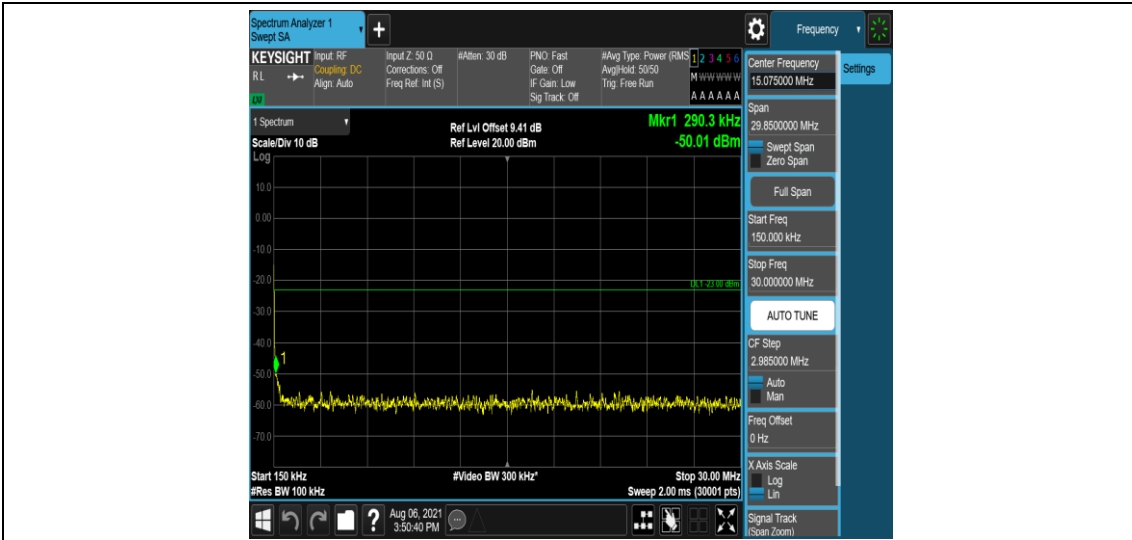 Spectrum Analyzer 1
Swept SA
Frequency
KEYSIGHT
RL
LXI
Input: RF
Coupling: DC
Align: Auto
Input Z: 50 Ω
Corrections: Off
Freq Ref: Int (S)
#Atten: 30 dB
PNO: Fast
Gate: Off
IF Gain: Low
Sig Track: Off
#Avg Type: Power (RMS
Avg|Hold: 50/50
Trig: Free Run
1 2 3 4 5 6
M W W W W W
A A A A A A
1 Spectrum
Scale/Div 10 dB
Log
Ref Lvl Offset 9.41 dB
Ref Level 20.00 dBm
Mkr1 290.3 kHz
-50.01 dBm
10.0
0.00
-10.0
-20.0
DL1 -23.00 dBm
-30.0
-40.0
1
-50.0
-60.0
-70.0
Start 150 kHz
#Res BW 100 kHz
#Video BW 300 kHz*
Stop 30.00 MHz
Sweep 2.00 ms (30001 pts)
Aug 06, 2021
3:50:40 PM
Center Frequency
15.075000 MHz
Settings
Span
29.8500000 MHz
Swept Span
Zero Span
Full Span
Start Freq
150.000 kHz
Stop Freq
30.000000 MHz
AUTO TUNE
CF Step
2.985000 MHz
Auto
Man
Freq Offset
0 Hz
X Axis Scale
Log
Lin
Signal Track
(Span Zoom)